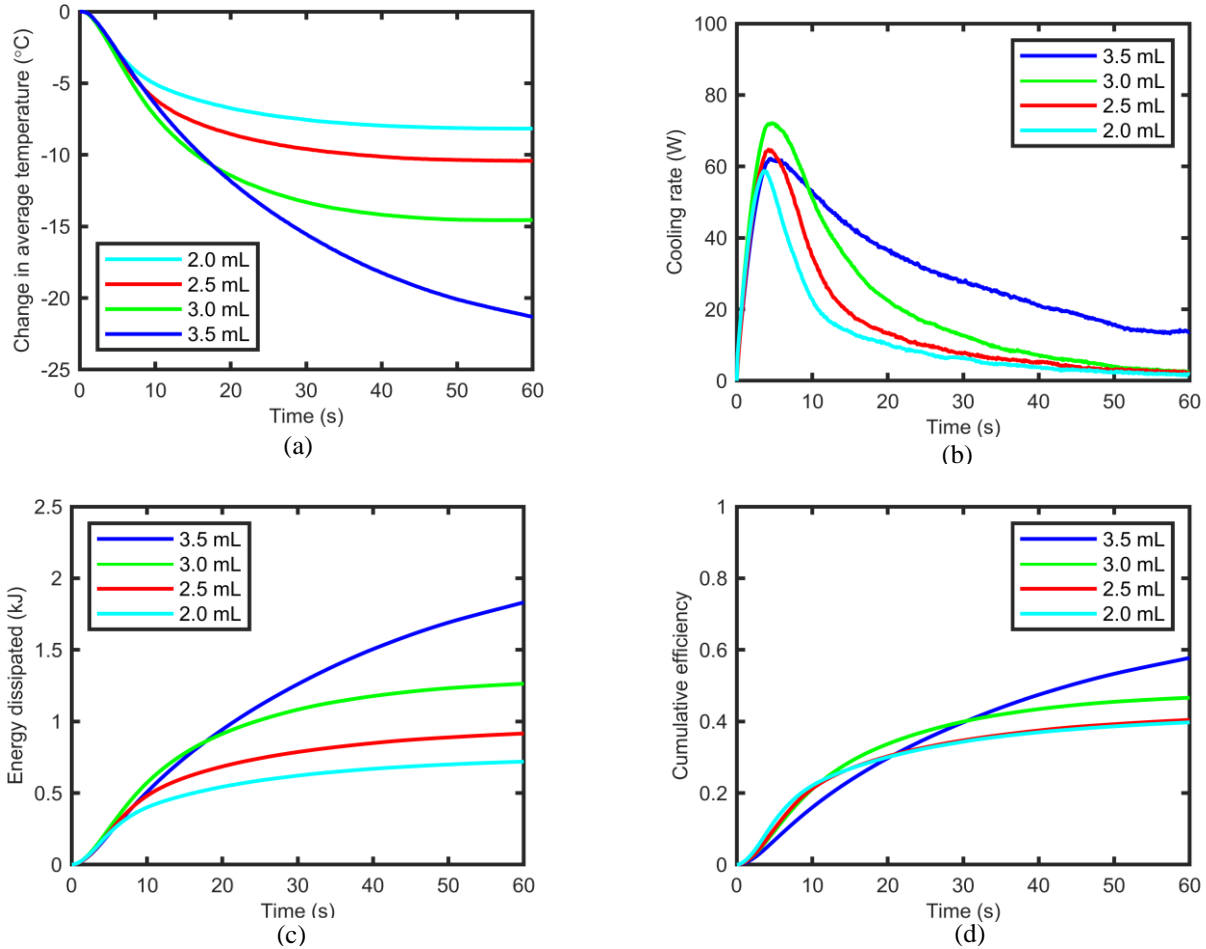 Change in average temperature (°C)
0
-5
-10
-15
-20
-25
2.0 mL
2.5 mL
3.0 mL
3.5 mL
0 10 20 30 40 50 60
Time (s)
(a)
Cooling rate (W)
100
80
60
40
20
0
3.5 mL
3.0 mL
2.5 mL
2.0 mL
0 10 20 30 40 50 60
Time (s)
(b)
Energy dissipated (kJ)
2.5
2
1.5
1
0.5
0
3.5 mL
3.0 mL
2.5 mL
2.0 mL
0 10 20 30 40 50 60
Time (s)
(c)
Cumulative efficiency
1
0.8
0.6
0.4
0.2
0
3.5 mL
3.0 mL
2.5 mL
2.0 mL
0 10 20 30 40 50 60
Time (s)
(d)